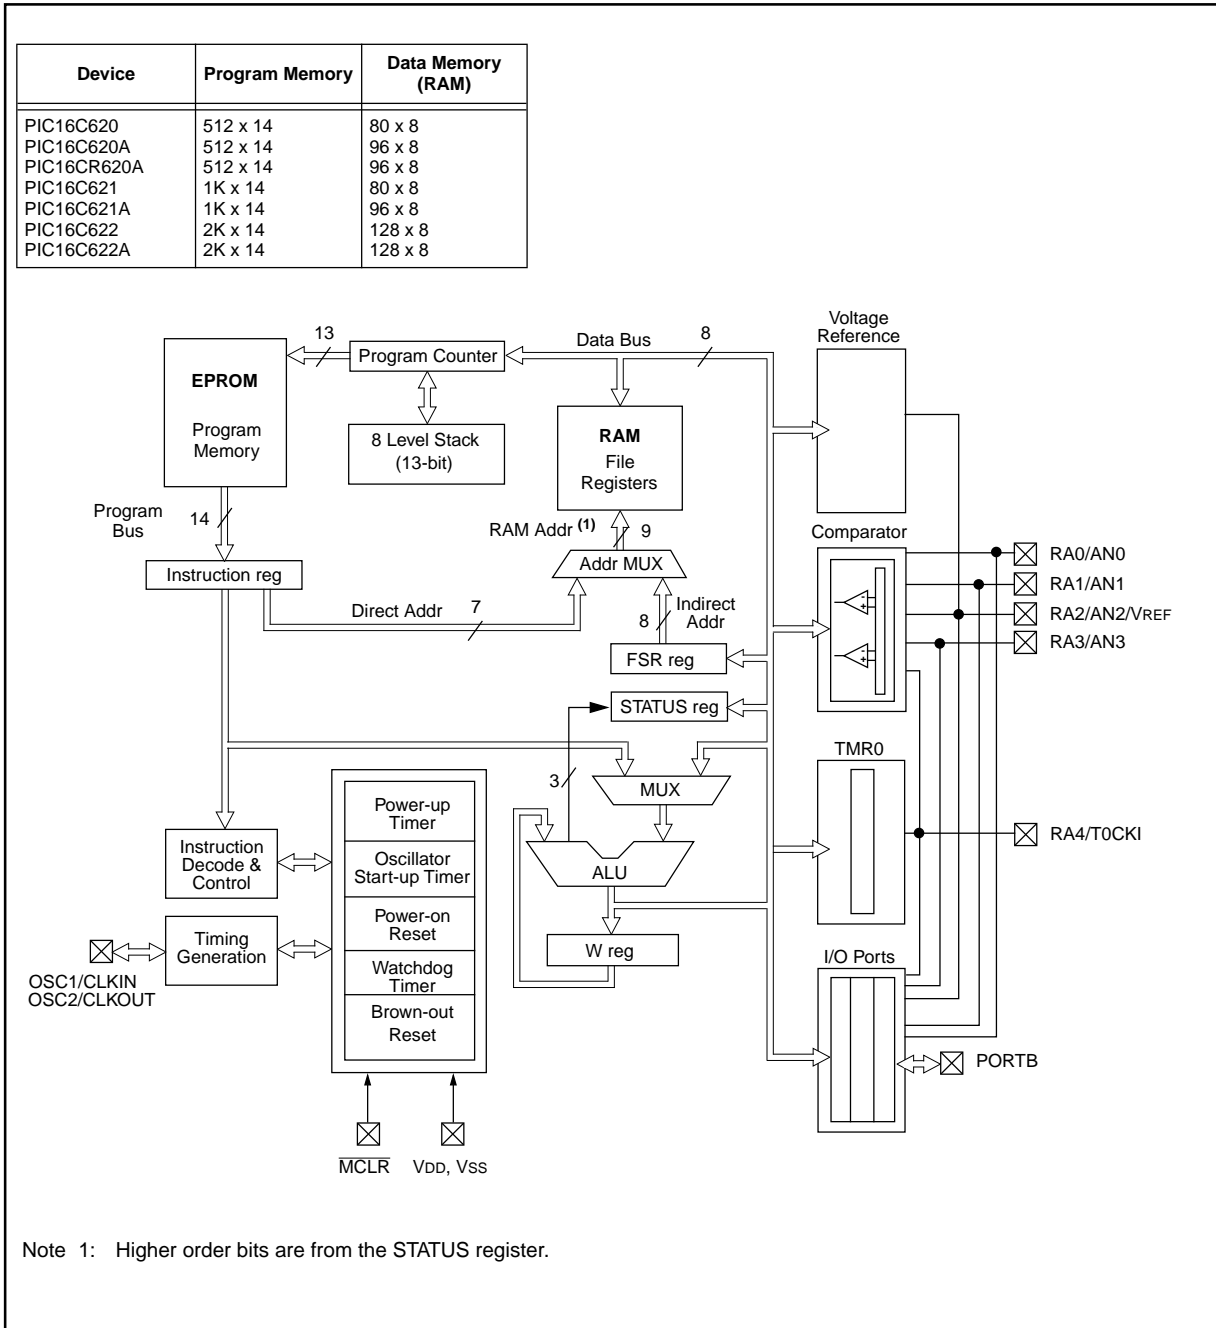 Device Program Memory Data Memory (RAM)
PIC16C620 512 x 14 80 x 8
PIC16C620A 512 x 14 96 x 8
PIC16CR620A 512 x 14 96 x 8
PIC16C621 1K x 14 80 x 8
PIC16C621A 1K x 14 96 x 8
PIC16C622 2K x 14 128 x 8
PIC16C622A 2K x 14 128 x 8
EPROM
Program
Memory
13
Program Counter
8 Level Stack
(13-bit)
Data Bus
8
RAM
File
Registers
Voltage
Reference
Program
Bus
14
RAM Addr (1)
9
Addr MUX
Instruction reg
Direct Addr
7
8
Indirect
Addr
FSR reg
STATUS reg
Comparator
-
+
-
+
RA0/AN0
RA1/AN1
RA2/AN2/VREF
RA3/AN3
3
MUX
ALU
W reg
TMR0
RA4/T0CKI
Instruction
Decode &
Control
Timing
Generation
OSC1/CLKIN
OSC2/CLKOUT
Power-up
Timer
Oscillator
Start-up Timer
Power-on
Reset
Watchdog
Timer
Brown-out
Reset
I/O Ports
PORTB
MCLR
VDD, VSS
Note 1: Higher order bits are from the STATUS register.